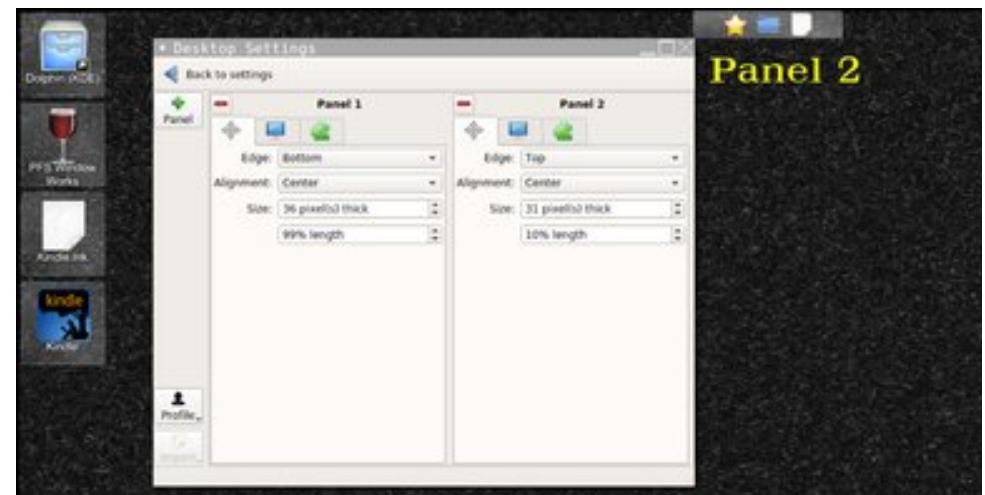 Dolphin (KDE)
PFS Window
Works
Kindle.lnk
kindle
Kindle
Desktop Settings
Back to settings
Panel
Panel 1
Edge: Bottom
Alignment: Center
Size: 36 pixel(s) thick
99% length
Panel 2
Edge: Top
Alignment: Center
Size: 31 pixel(s) thick
10% length
Profile
Panel 2